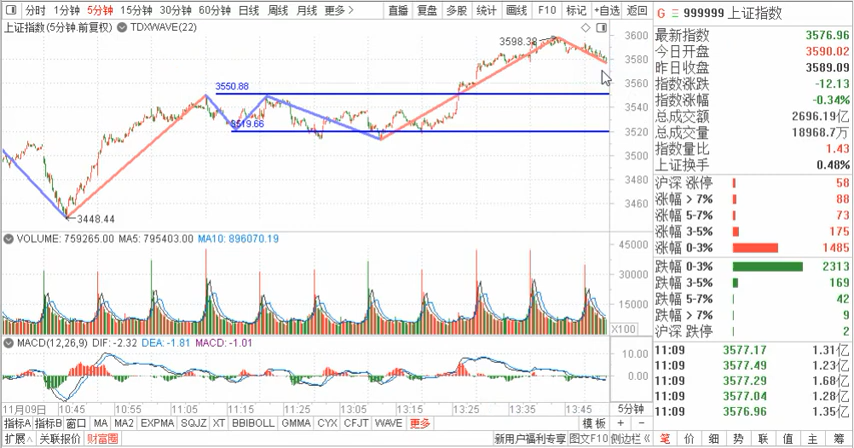 分时 1分钟 5分钟 15分钟 30分钟 60分钟 日线 周线 月线 更多 > 直播 复盘 多股 统计 画线 F10 标记 +自选 返回
上证指数(5分钟.前复权) TDXWAVE(22)
3598.38
3550.88
3519.66
3448.44
3600
3580
3560
3540
3520
3500
3480
3460
VOLUME: 759265.00 MA5: 795403.00 MA10: 896070.19
45000
30000
15000
X100
MACD(12,26,9) DIF: -2.32 DEA: -1.81 MACD: -1.01
10.00
0.00
11月09日 10:45 10:55 11:05 11:15 11:25 13:05 13:15 13:25 13:35 13:45 5分钟
指标A 指标B 窗口 MA MA2 EXPMA SQJZ XT BBIBOLL GMMA CYX CFJT WAVE 更多 模板 + −
扩展∧ 关联报价 财富圈 新用户福利专享 图文F10 侧边栏《
G 三 999999 上证指数
最新指数 3576.96
今日开盘 3590.02
昨日收盘 3589.09
指数涨跌 -12.13
指数涨幅 -0.34%
总成交额 2696.19亿
总成交量 18968.7万
指数量比 1.43
上证换手 0.48%
沪深 涨停 58
涨幅 > 7% 88
涨幅 5-7% 73
涨幅 3-5% 175
涨幅 0-3% 1485
跌幅 0-3% 2313
跌幅 3-5% 169
跌幅 5-7% 42
跌幅 > 7% 9
沪深 跌停 2
11:09 3577.17 1.31亿
11:09 3577.49 1.23亿
11:09 3577.29 1.68亿
11:09 3577.04 1.28亿
11:09 3576.96 1.35亿
笔 价 细 势 联 值 主 筹